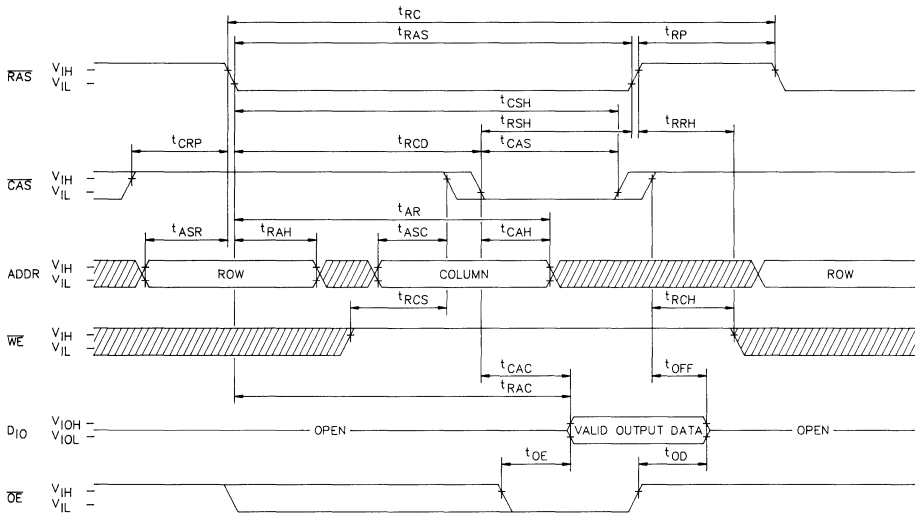 tRC
tRAS
tRP
RAS
VIH
VIL
tCSH
tRSH
tRRH
tCRP
tRCD
tCAS
CAS
VIH
VIL
tAR
tASR
tRAH
tASC
tCAH
ADDR
VIH
VIL
ROW
COLUMN
ROW
tRCS
tRCH
WE
VIH
VIL
tCAC
tOFF
tRAC
DIO
VIOH
VIOL
OPEN
VALID OUTPUT DATA
OPEN
tOE
tOD
OE
VIH
VIL